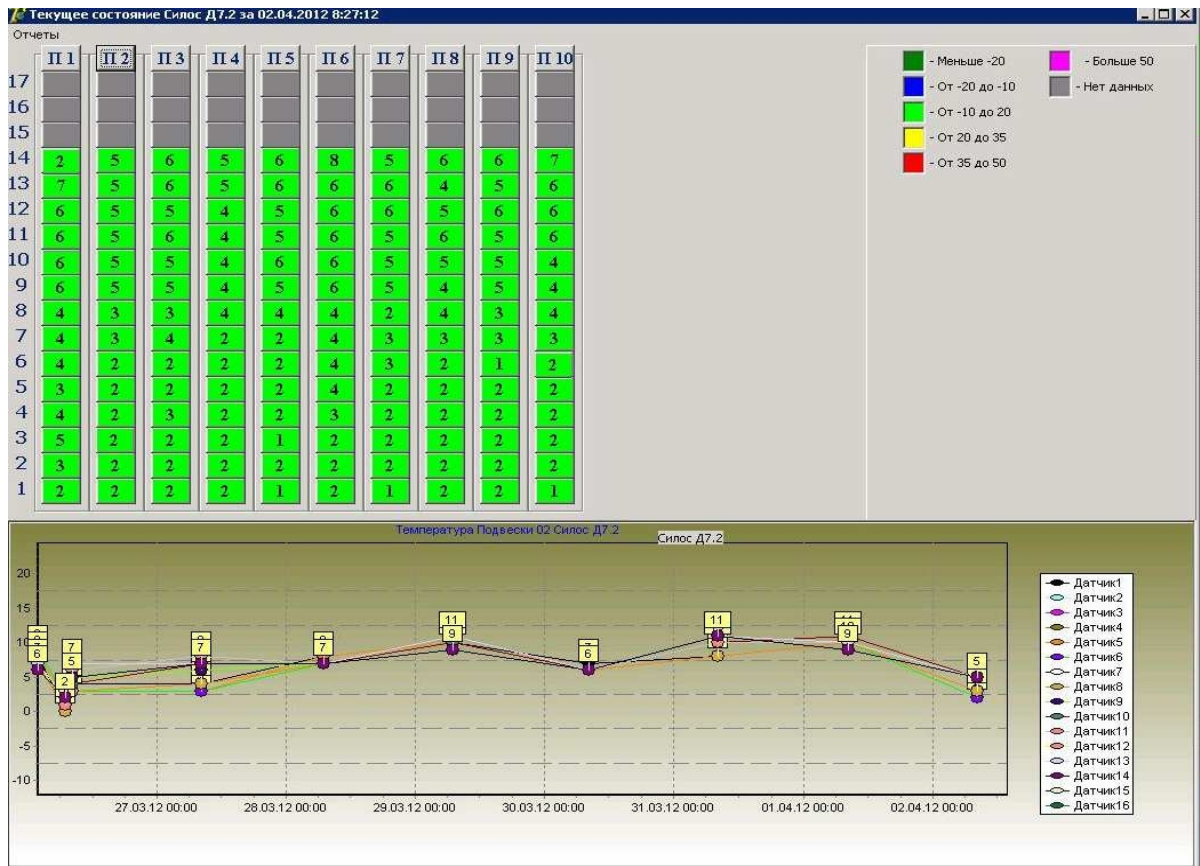 Текущее состояние Силос Д7.2 за 02.04.2012 8:27:12
Отчеты
П 1 П 2 П 3 П 4 П 5 П 6 П 7 П 8 П 9 П 10
17
16
15
14 2 5 6 5 6 8 5 6 6 7
13 7 5 6 5 6 6 6 4 5 6
12 6 5 5 4 5 6 6 5 6 6
11 6 5 6 4 5 6 5 6 5 6
10 6 5 5 4 6 6 5 5 5 4
9 6 5 5 4 5 6 5 4 5 4
8 4 3 3 4 4 4 2 4 3 4
7 4 3 4 2 2 4 3 3 3 3
6 4 2 2 2 2 4 3 2 1 2
5 3 2 2 2 2 4 2 2 2 2
4 4 2 3 2 2 3 2 2 2 2
3 5 2 2 2 1 2 2 2 2 2
2 3 2 2 2 2 2 2 2 2 2
1 2 2 2 2 1 2 1 2 2 1
- Меньше -20
- От -20 до -10
- От -10 до 20
- От 20 до 35
- От 35 до 50
- Больше 50
- Нет данных
Температура Подвески 02 Силос Д7.2
Силос Д7.2
20
15
10
5
0
-5
-10
6
7
5
2
7
7
11
9
6
11
9
5
27.03.12 00:00 28.03.12 00:00 29.03.12 00:00 30.03.12 00:00 31.03.12 00:00 01.04.12 00:00 02.04.12 00:00
Датчик1
Датчик2
Датчик3
Датчик4
Датчик5
Датчик6
Датчик7
Датчик8
Датчик9
Датчик10
Датчик11
Датчик12
Датчик13
Датчик14
Датчик15
Датчик16